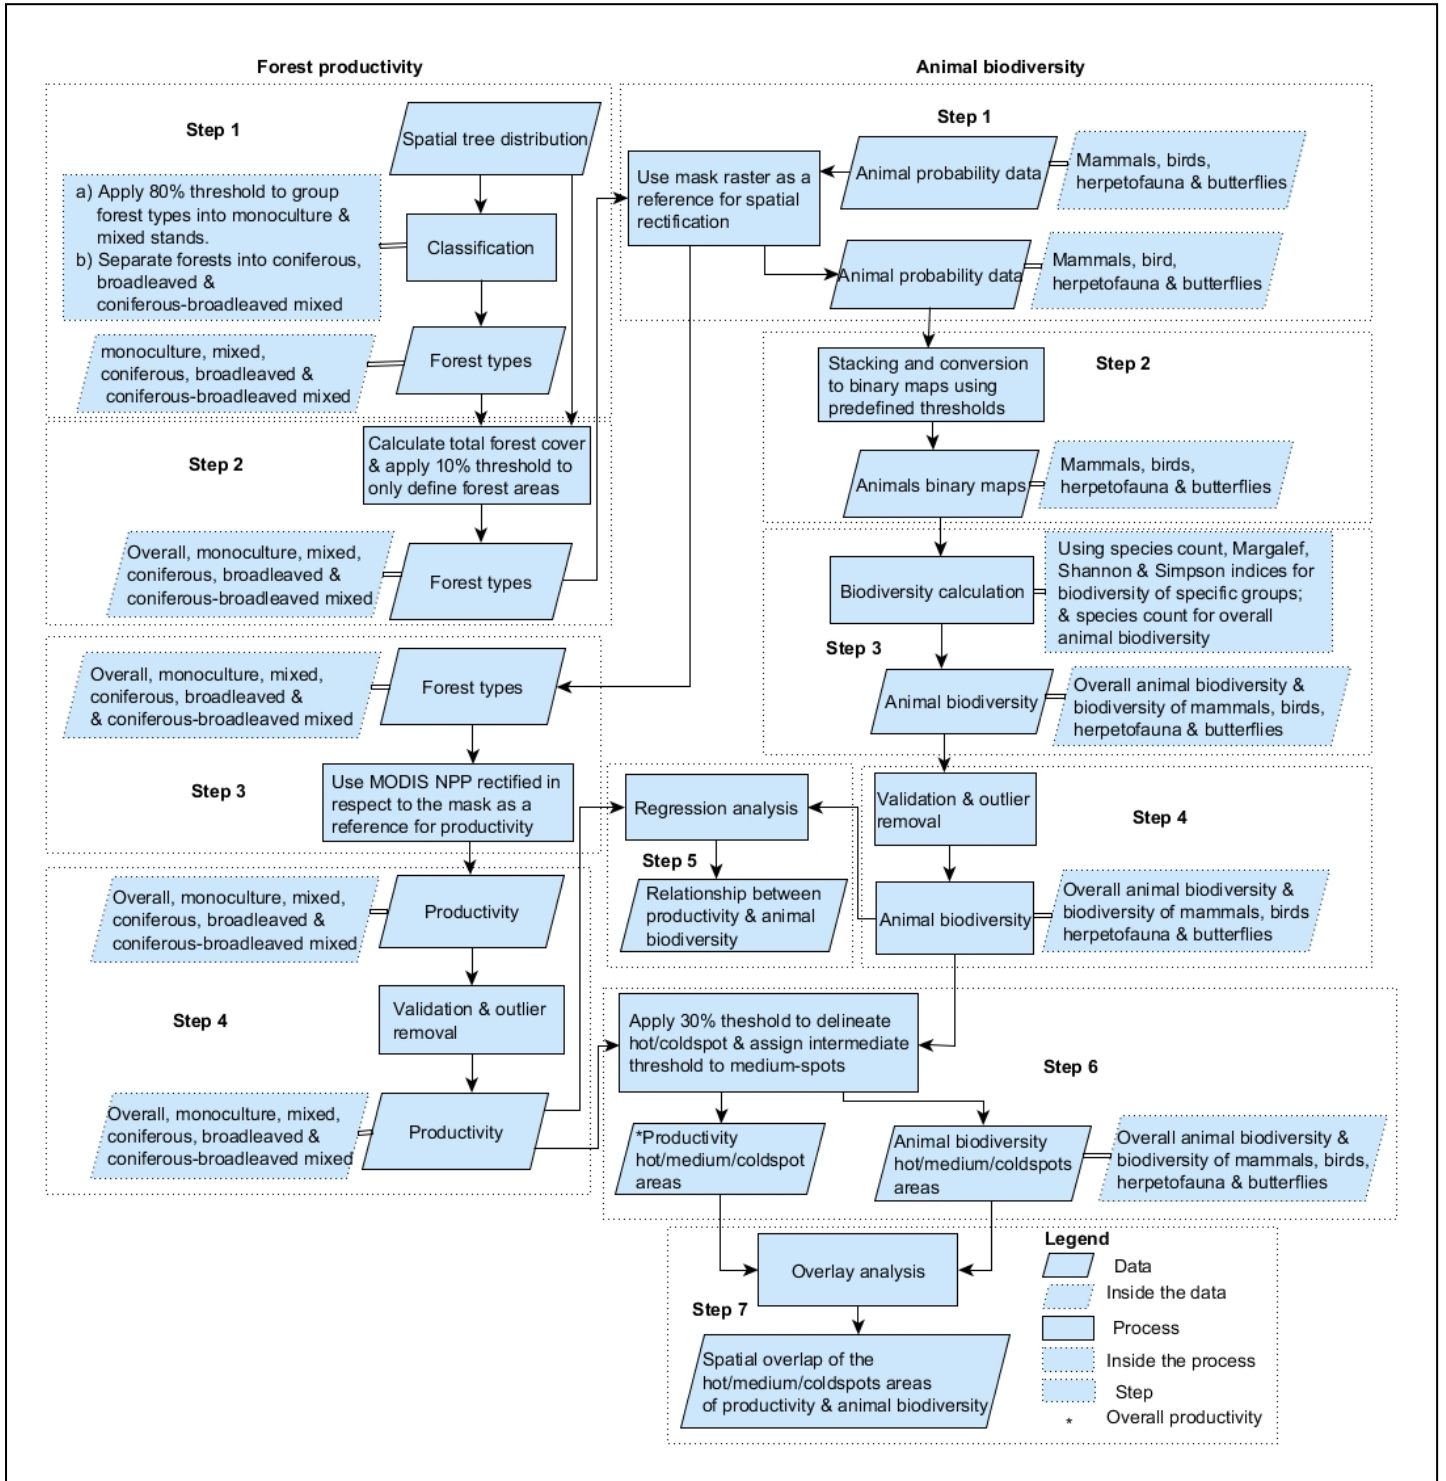 Forest productivity
Step 1
Spatial tree distribution
a) Apply 80% threshold to group
forest types into monoculture &
mixed stands.
b) Separate forests into coniferous,
broadleaved &
coniferous-broadleaved mixed
Classification
monoculture, mixed,
coniferous, broadleaved &
coniferous-broadleaved mixed
Forest types
Step 2
Calculate total forest cover
& apply 10% threshold to
only define forest areas
Overall, monoculture, mixed,
coniferous, broadleaved &
coniferous-broadleaved mixed
Forest types
Overall, monoculture, mixed,
coniferous, broadleaved &
& coniferous-broadleaved mixed
Forest types
Step 3
Use MODIS NPP rectified in
respect to the mask as a
reference for productivity
Overall, monoculture, mixed,
coniferous, broadleaved &
coniferous-broadleaved mixed
Productivity
Step 4
Validation & outlier
removal
Overall, monoculture, mixed,
coniferous, broadleaved &
coniferous-broadleaved mixed
Productivity
Animal biodiversity
Step 1
Use mask raster as a
reference for spatial
rectification
Animal probability data
Mammals, birds,
herpetofauna & butterflies
Animal probability data
Mammals, bird,
herpetofauna & butterflies
Stacking and conversion
to binary maps using
predefined thresholds
Step 2
Animals binary maps
Mammals, birds,
herpetofauna & butterflies
Biodiversity calculation
Using species count, Margalef,
Shannon & Simpson indices for
biodiversity of specific groups;
& species count for overall
animal biodiversity
Step 3
Animal biodiversity
Overall animal biodiversity &
biodiversity of mammals, birds,
herpetofauna & butterflies
Validation & outlier
removal
Step 4
Animal biodiversity
Overall animal biodiversity &
biodiversity of mammals, birds
herpetofauna & butterflies
Regression analysis
Step 5
Relationship between
productivity & animal
biodiversity
Apply 30% theshold to delineate
hot/coldspot & assign intermediate
threshold to medium-spots
Step 6
*Productivity
hot/medium/coldspot
areas
Animal biodiversity
hot/medium/coldspots
areas
Overall animal biodiversity &
biodiversity of mammals, birds,
herpetofauna & butterflies
Overlay analysis
Step 7
Spatial overlap of the
hot/medium/coldspots areas
of productivity & animal biodiversity
Legend
Data
Inside the data
Process
Inside the process
Step
* Overall productivity